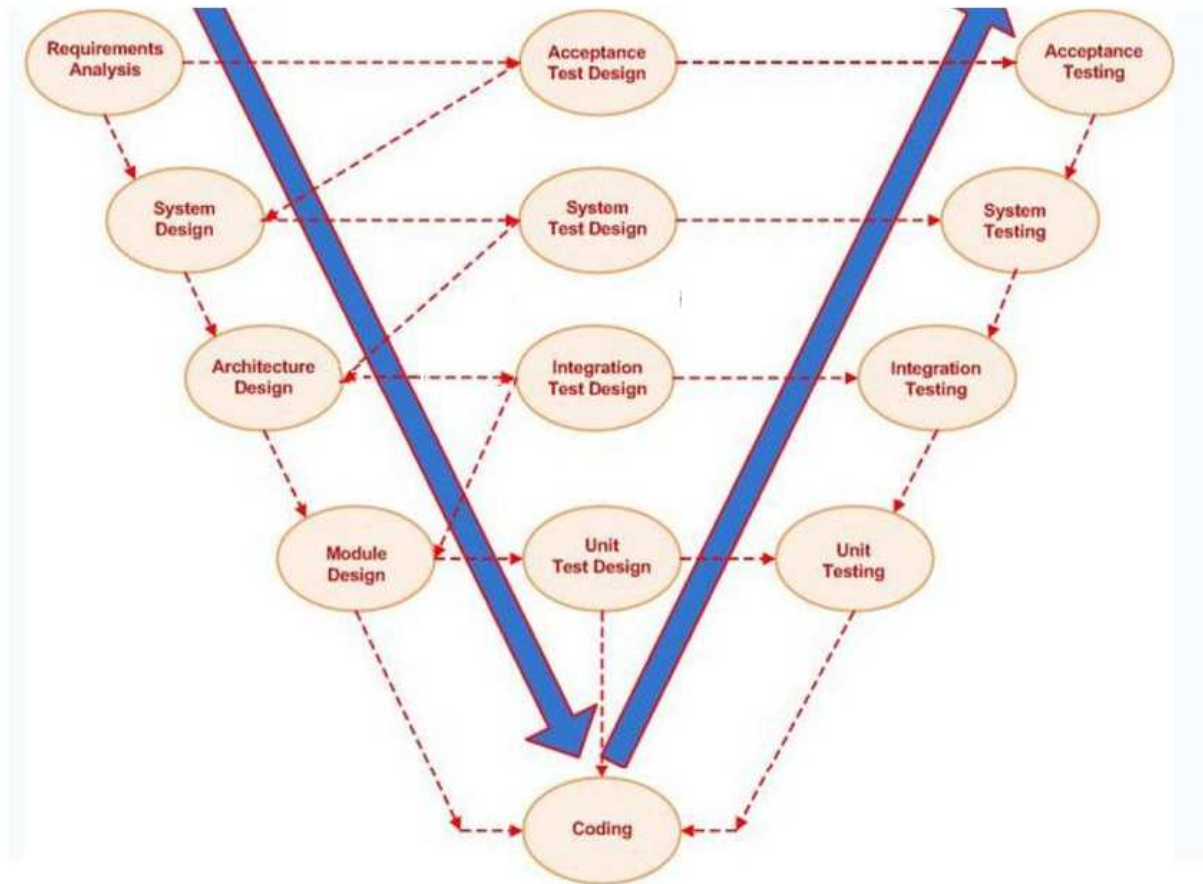 Requirements
Analysis
Acceptance
Test Design
Acceptance
Testing
System
Design
System
Test Design
System
Testing
Architecture
Design
Integration
Test Design
Integration
Testing
Module
Design
Unit
Test Design
Unit
Testing
Coding